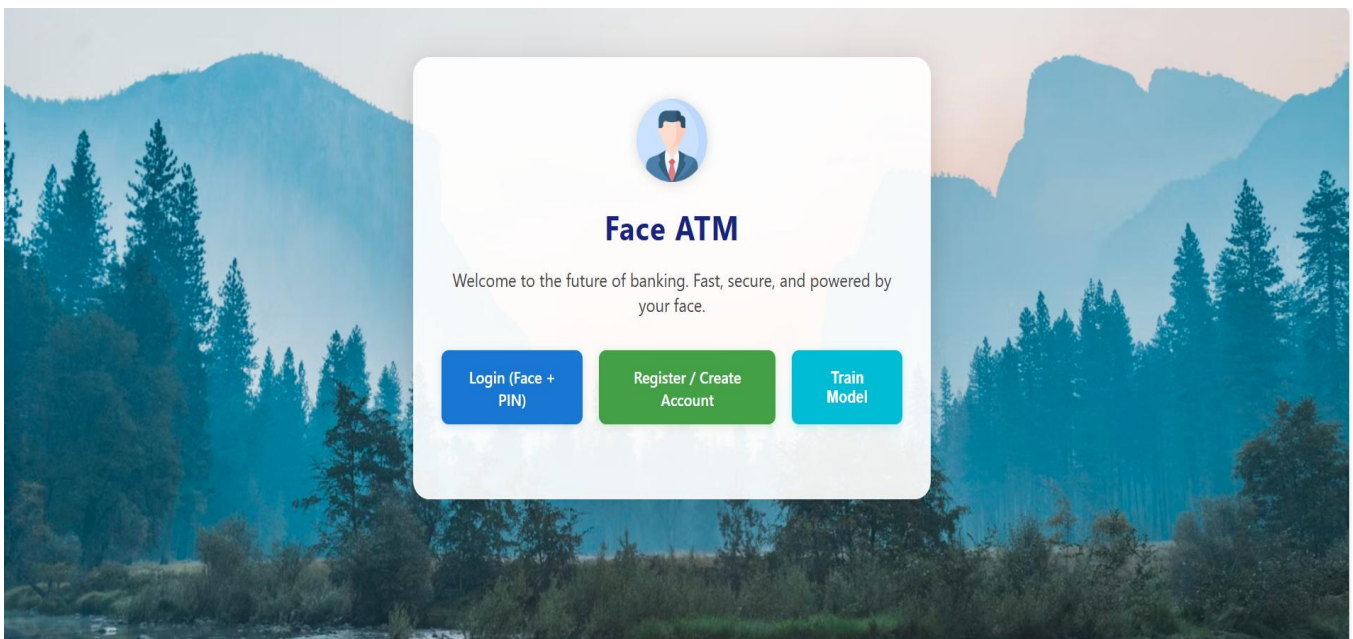 Face ATM
Welcome to the future of banking. Fast, secure, and powered by
your face.
Login (Face +
PIN)
Register / Create
Account
Train
Model